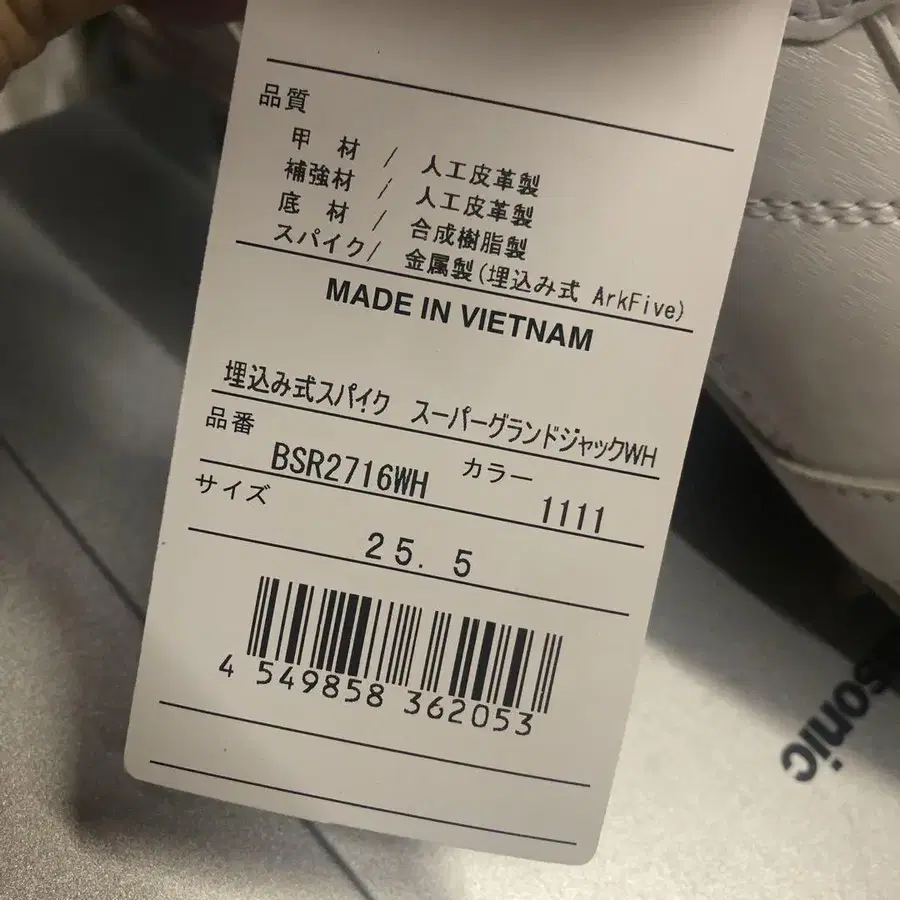 品質
甲 材 / 人工皮革製
補強材 / 人工皮革製
底 材 / 合成樹脂製
スパイク/ 金属製(埋込み式 ArkFive)
MADE IN VIETNAM
埋込み式スパイク スーパーグランドジャックWH
品番 BSR2716WH カラー 1111
サイズ 25.5
4 549858 362053
sonic